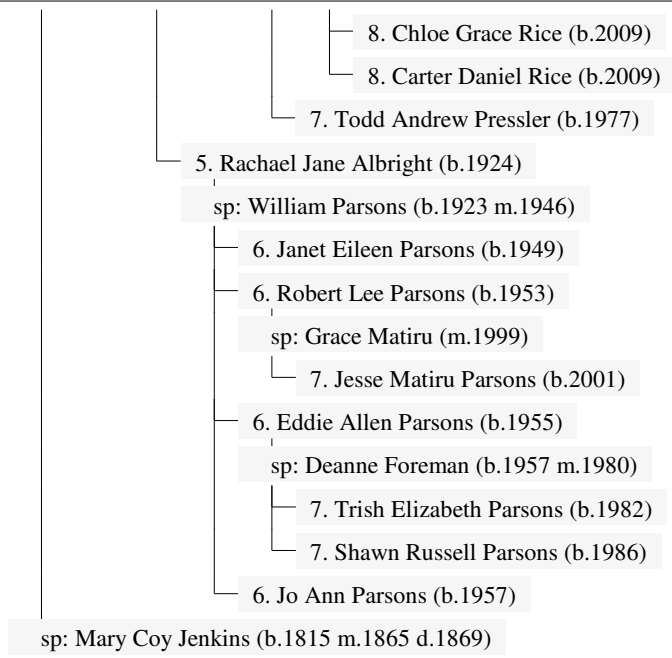 8. Chloe Grace Rice (b.2009)
8. Carter Daniel Rice (b.2009)
7. Todd Andrew Pressler (b.1977)
5. Rachael Jane Albright (b.1924)
sp: William Parsons (b.1923 m.1946)
6. Janet Eileen Parsons (b.1949)
6. Robert Lee Parsons (b.1953)
sp: Grace Matiru (m.1999)
7. Jesse Matiru Parsons (b.2001)
6. Eddie Allen Parsons (b.1955)
sp: Deanne Foreman (b.1957 m.1980)
7. Trish Elizabeth Parsons (b.1982)
7. Shawn Russell Parsons (b.1986)
6. Jo Ann Parsons (b.1957)
sp: Mary Coy Jenkins (b.1815 m.1865 d.1869)